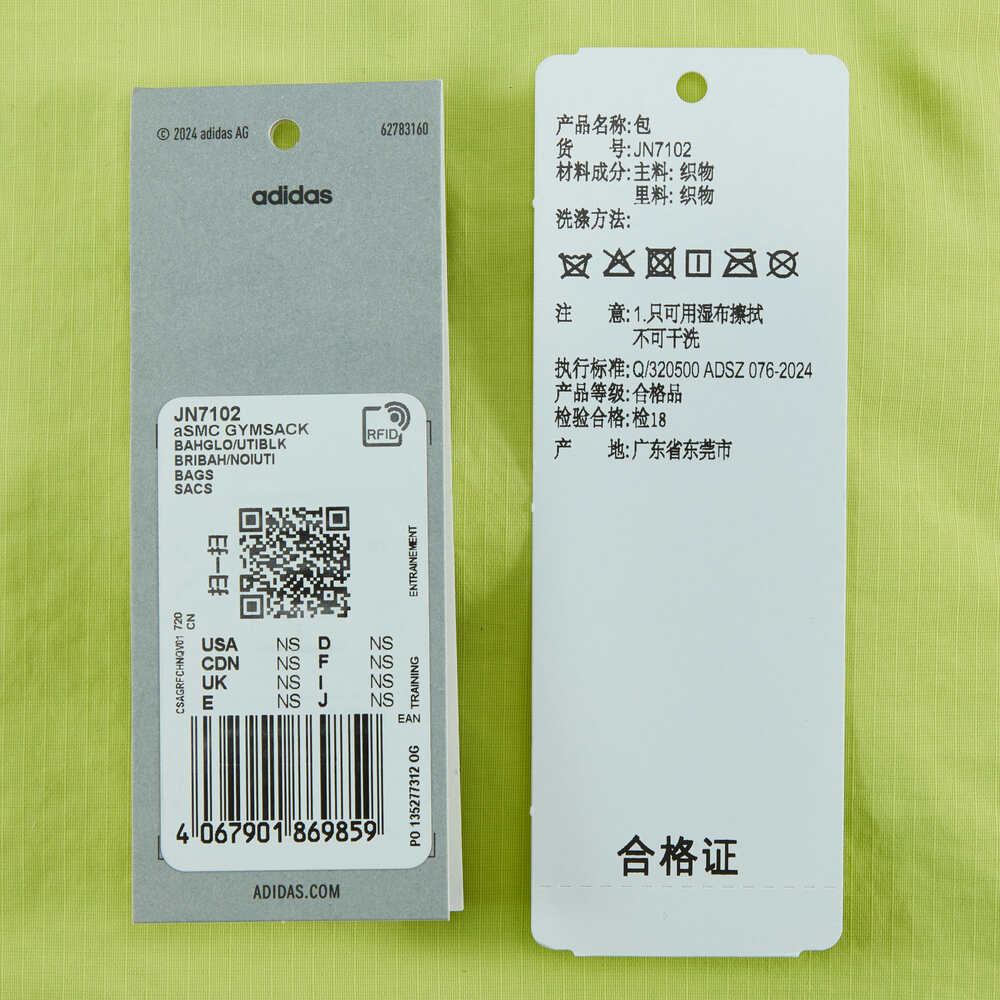 © 2024 adidas AG
62783160
adidas
JN7102
aSMC GYMSACK
BAHGLO/UTIBLK
BRIBAH/NOIUTI
BAGS
SACS
RFID
扫一扫
ENTRAINEMENT
TRAINING
CSAGRFCHNQV01 720
CN
USA NS D NS
CDN NS F NS
UK NS I NS
E NS J NS
EAN
4 067901 869859
PO 135277312 OG
ADIDAS.COM
产品名称:包
货 号:JN7102
材料成分:主料: 织物
里料: 织物
洗涤方法:
注 意:1.只可用湿布擦拭
不可干洗
执行标准:Q/320500 ADSZ 076-2024
产品等级:合格品
检验合格:检18
产 地:广东省东莞市
合格证